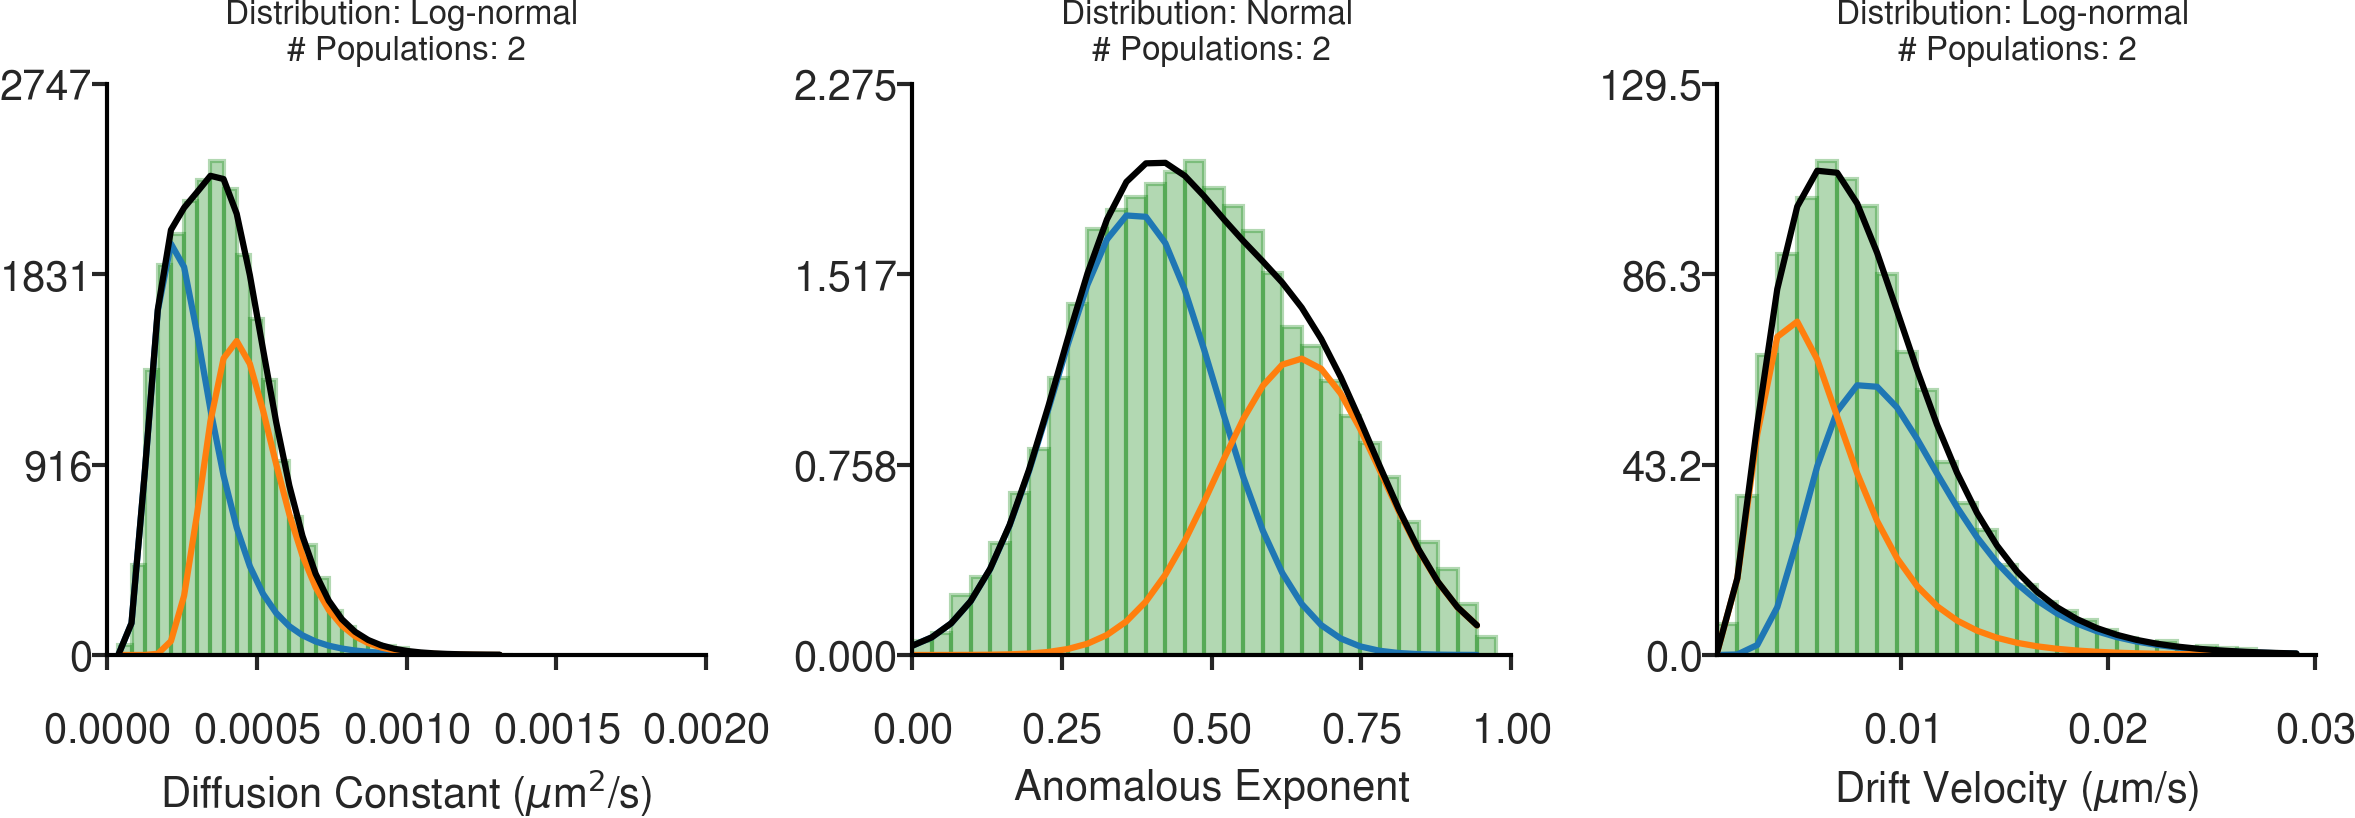 Distribution: Log-normal
# Populations: 2
2747
1831
916
0
0.0000 0.0005 0.0010 0.0015 0.0020
Diffusion Constant (μm²/s)
Distribution: Normal
# Populations: 2
2.275
1.517
0.758
0.000
0.00 0.25 0.50 0.75 1.00
Anomalous Exponent
Distribution: Log-normal
# Populations: 2
129.5
86.3
43.2
0.0
0.01 0.02 0.03
Drift Velocity (μm/s)